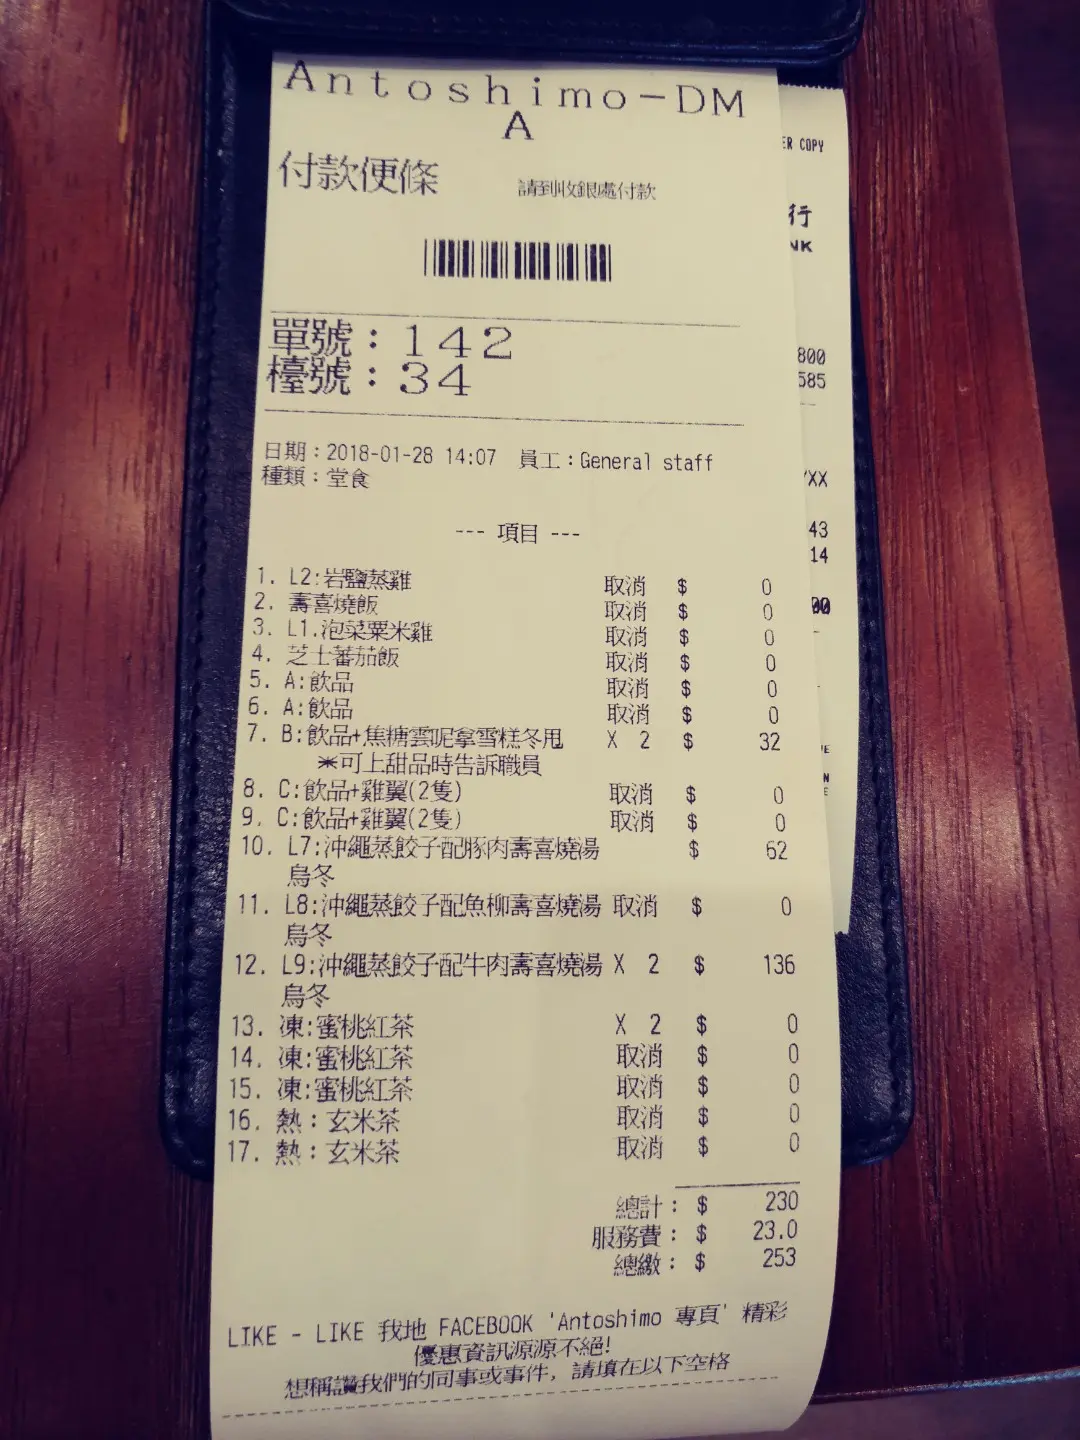 Antoshimo-DM
A
付款便條 請到收銀處付款
單號：142
檯號：34
日期：2018-01-28 14:07 員工：General staff
種類：堂食
--- 項目 ---
1. L2:岩鹽蒸雞 取消 $ 0
2. 壽喜燒飯 取消 $ 0
3. L1.泡菜粟米雞 取消 $ 0
4. 芝士蕃茄飯 取消 $ 0
5. A:飲品 取消 $ 0
6. A:飲品 取消 $ 0
7. B:飲品+焦糖雲呢拿雪糕冬甩 X 2 $ 32
*可上甜品時告訴職員
8. C:飲品+雞翼(2隻) 取消 $ 0
9. C:飲品+雞翼(2隻) 取消 $ 0
10. L7:沖繩蒸餃子配豚肉壽喜燒湯 $ 62
烏冬
11. L8:沖繩蒸餃子配魚柳壽喜燒湯 取消 $ 0
烏冬
12. L9:沖繩蒸餃子配牛肉壽喜燒湯 X 2 $ 136
烏冬
13. 凍:蜜桃紅茶 X 2 $ 0
14. 凍:蜜桃紅茶 取消 $ 0
15. 凍:蜜桃紅茶 取消 $ 0
16. 熱：玄米茶 取消 $ 0
17. 熱：玄米茶 取消 $ 0
總計： $ 230
服務費： $ 23.0
總繳： $ 253
LIKE - LIKE 我地 FACEBOOK 'Antoshimo 專頁' 精彩
優惠資訊源源不絕!
想稱讚我們的同事或事件，請填在以下空格
ER COPY
行
NK
800
585
XX
43
14
00